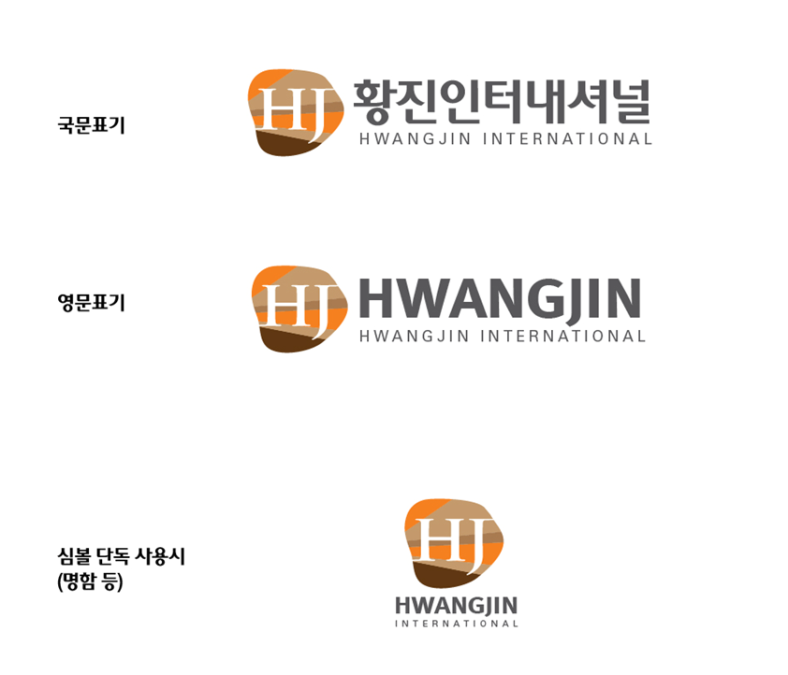 국문표기
HJ
황진인터내셔널
HWANGJIN INTERNATIONAL
영문표기
HJ
HWANGJIN
HWANGJIN INTERNATIONAL
심볼 단독 사용시
(명함 등)
HJ
HWANGJIN
INTERNATIONAL